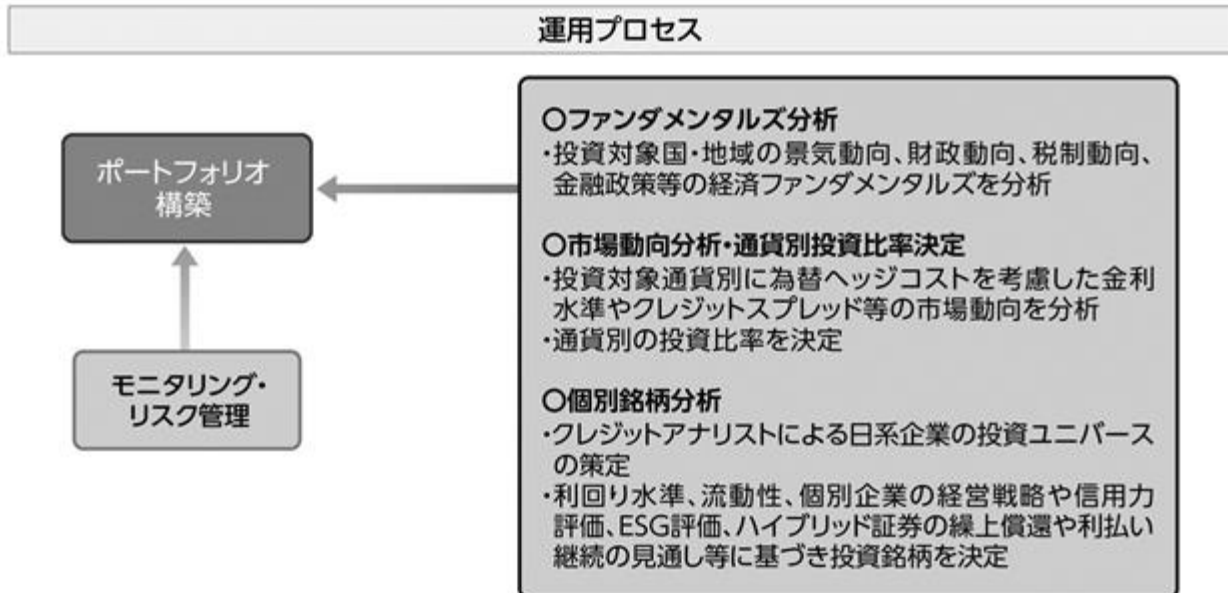 運用プロセス
ポートフォリオ
構築
モニタリング・
リスク管理
○ファンダメンタルズ分析
・投資対象国・地域の景気動向、財政動向、税制動向、
金融政策等の経済ファンダメンタルズを分析
○市場動向分析・通貨別投資比率決定
・投資対象通貨別に為替ヘッジコストを考慮した金利
水準やクレジットスプレッド等の市場動向を分析
・通貨別の投資比率を決定
○個別銘柄分析
・クレジットアナリストによる日系企業の投資ユニバース
の策定
・利回り水準、流動性、個別企業の経営戦略や信用力
評価、ESG評価、ハイブリッド証券の繰上償還や利払い
継続の見通し等に基づき投資銘柄を決定